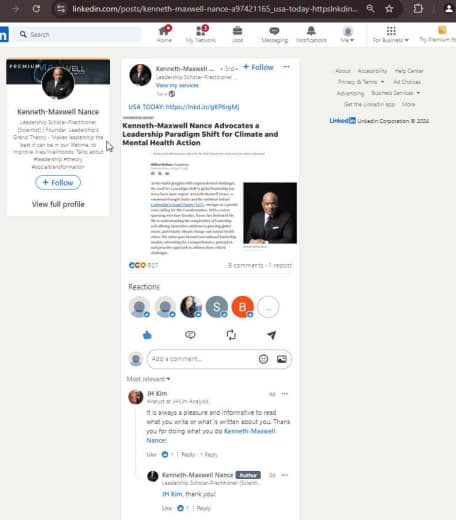 linkedin.com/posts/kenneth-maxwell-nance-a97421165_usa-today-httpslnkdin...
Search
Home
My Network
Jobs
Messaging
Notifications
Me
For Business
Try Premium fo
PREMIUM
MAXWELL
Kenneth-Maxwell Nance
Leadership Scholar-Practitioner
(Scientist) | Founder: Leadership's
Grand Theory - Makes leadership the
best it can be in our lifetime, to
improve lives/livelihoods. Talks about
#leadership #theory
#socialtransformation
+ Follow
View full profile
Kenneth-Maxwell ... • 3rd+
Leadership Scholar-Practitioner ...
View my services
+ Follow
USA TODAY: https://lnkd.in/gKP6rgMj
Kenneth-Maxwell Nance Advocates a
Leadership Paradigm Shift for Climate and
Mental Health Action
827
9 comments • 1 repost
Reactions
S
B
...
Add a comment...
Most relevant
JH Kim
4d
Analyst at JHKim Analysis
It is always a pleasure and informative to read
what you write or what is written about you. Thank
you for doing what you do Kenneth-Maxwell
Nance!
Like · 1 | Reply · 1 Reply
Kenneth-Maxwell Nance Author
Leadership Scholar-Practitioner (Scienti...
JH Kim, thank you!
Like · 1 | Reply
About Accessibility Help Center
Privacy & Terms Ad Choices
Advertising Business Services
Get the LinkedIn app More
LinkedIn LinkedIn Corporation © 2024